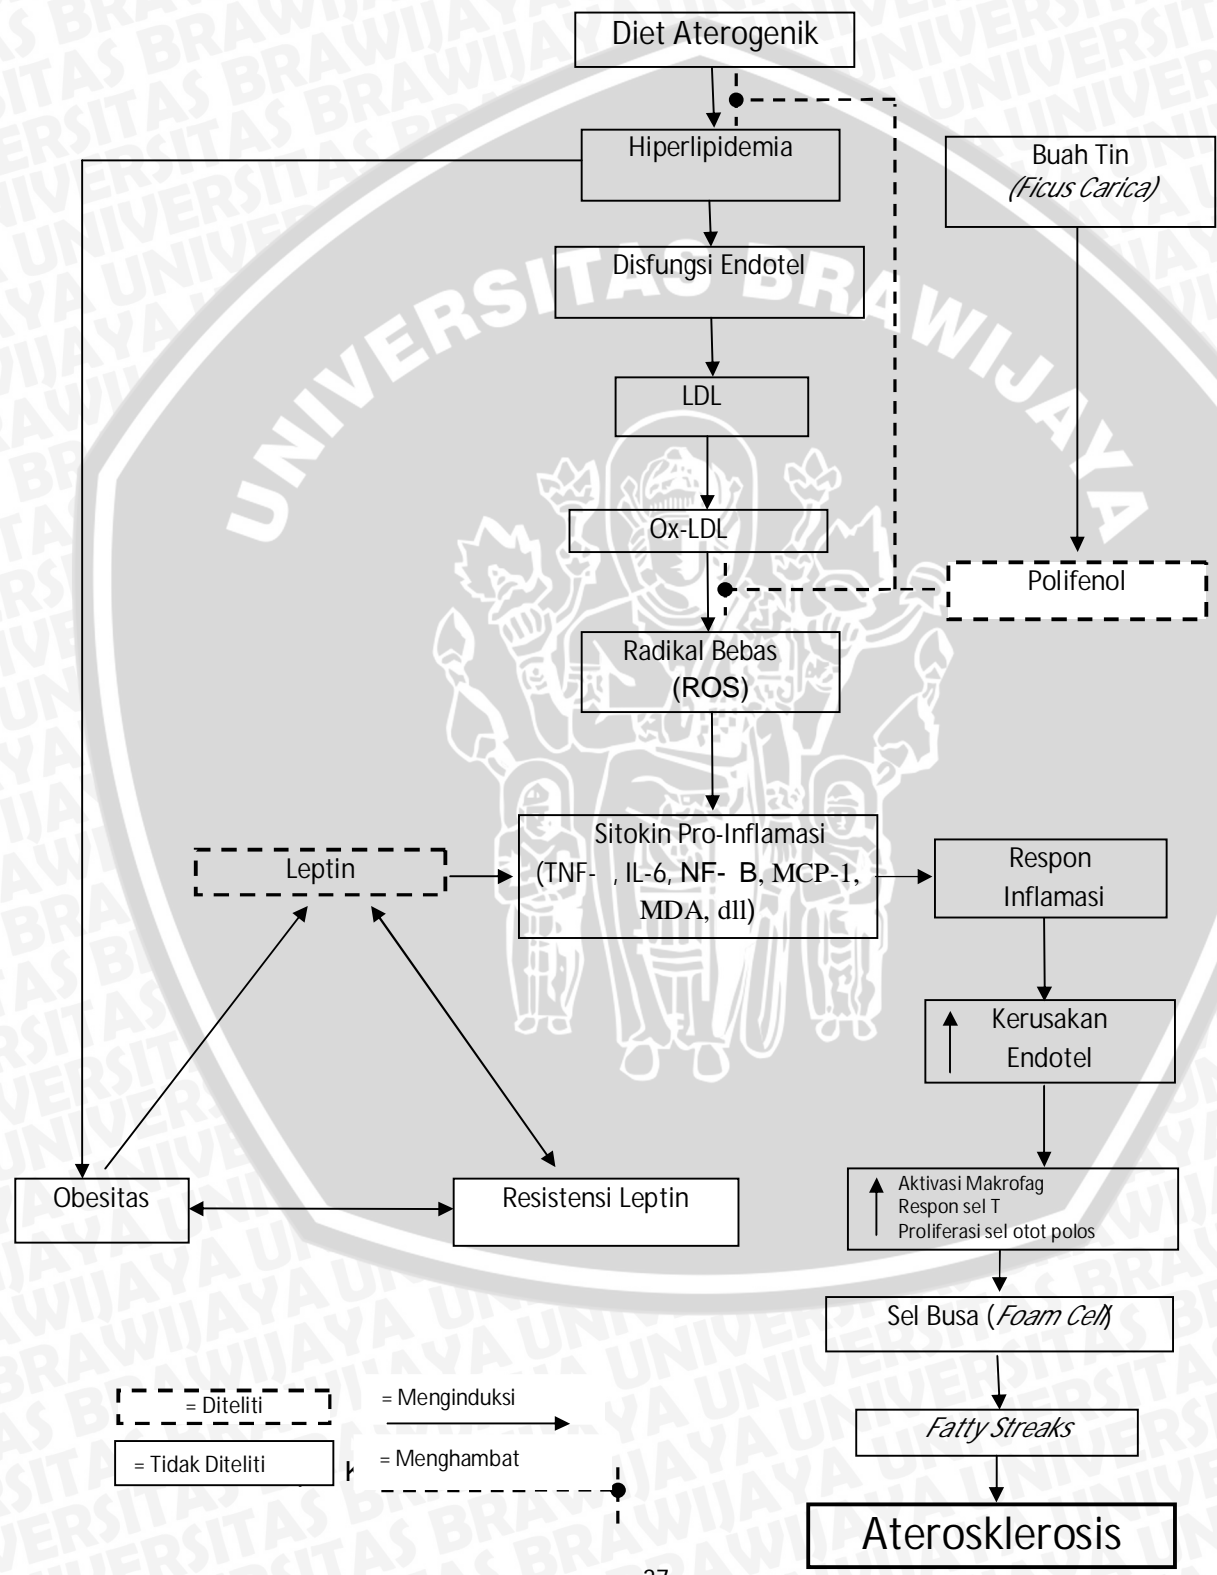 Diet Aterogenik
Hiperlipidemia
Buah Tin
(Ficus Carica)
Disfungsi Endotel
UNIVERSITAS BRAWIJAYA
LDL
Ox-LDL
Polifenol
Radikal Bebas
(ROS)
Sitokin Pro-Inflamasi
(TNF- , IL-6, NF- B, MCP-1,
MDA, dll)
Leptin
Respon
Inflamasi
Kerusakan
Endotel
Obesitas
Resistensi Leptin
Aktivasi Makrofag
Respon sel T
Proliferasi sel otot polos
Sel Busa (Foam Cell)
Fatty Streaks
Aterosklerosis
= Diteliti
= Menginduksi
= Tidak Diteliti
= Menghambat